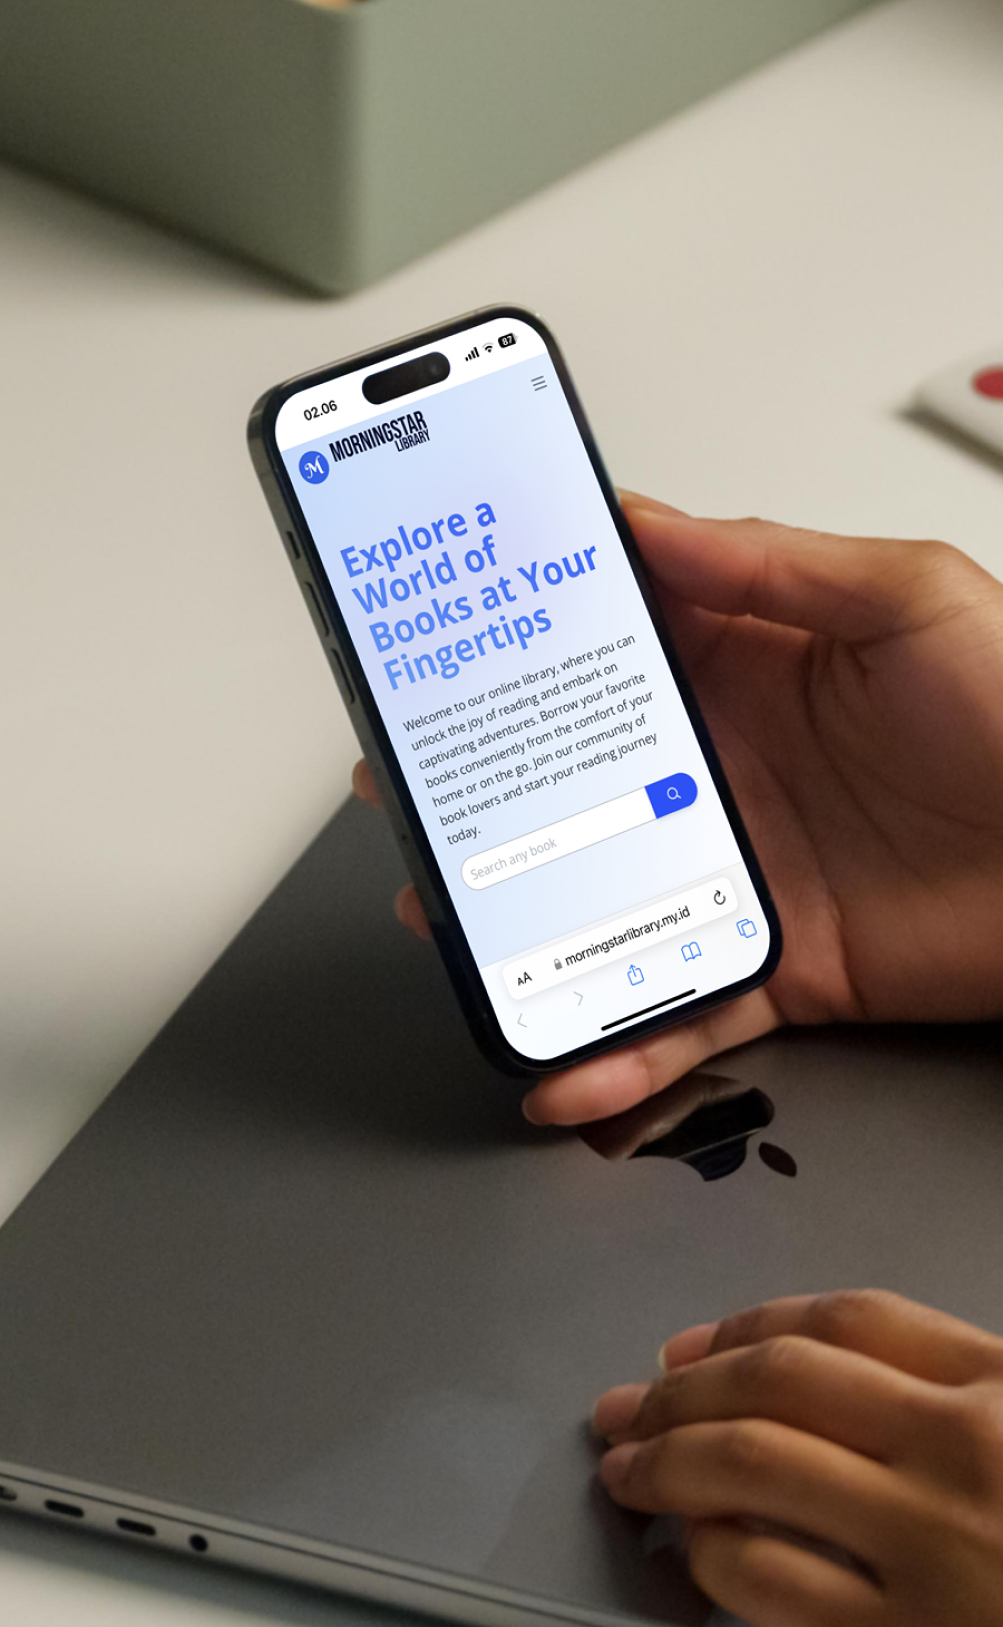 02.06
87
M MORNINGSTAR
LIBRARY
Explore a
World of
Books at Your
Fingertips
Welcome to our online library, where you can
unlock the joy of reading and embark on
captivating adventures. Borrow your favorite
books conveniently from the comfort of your
home or on the go. Join our community of
book lovers and start your reading journey
today.
Search any book
AA morningstarlibrary.my.id